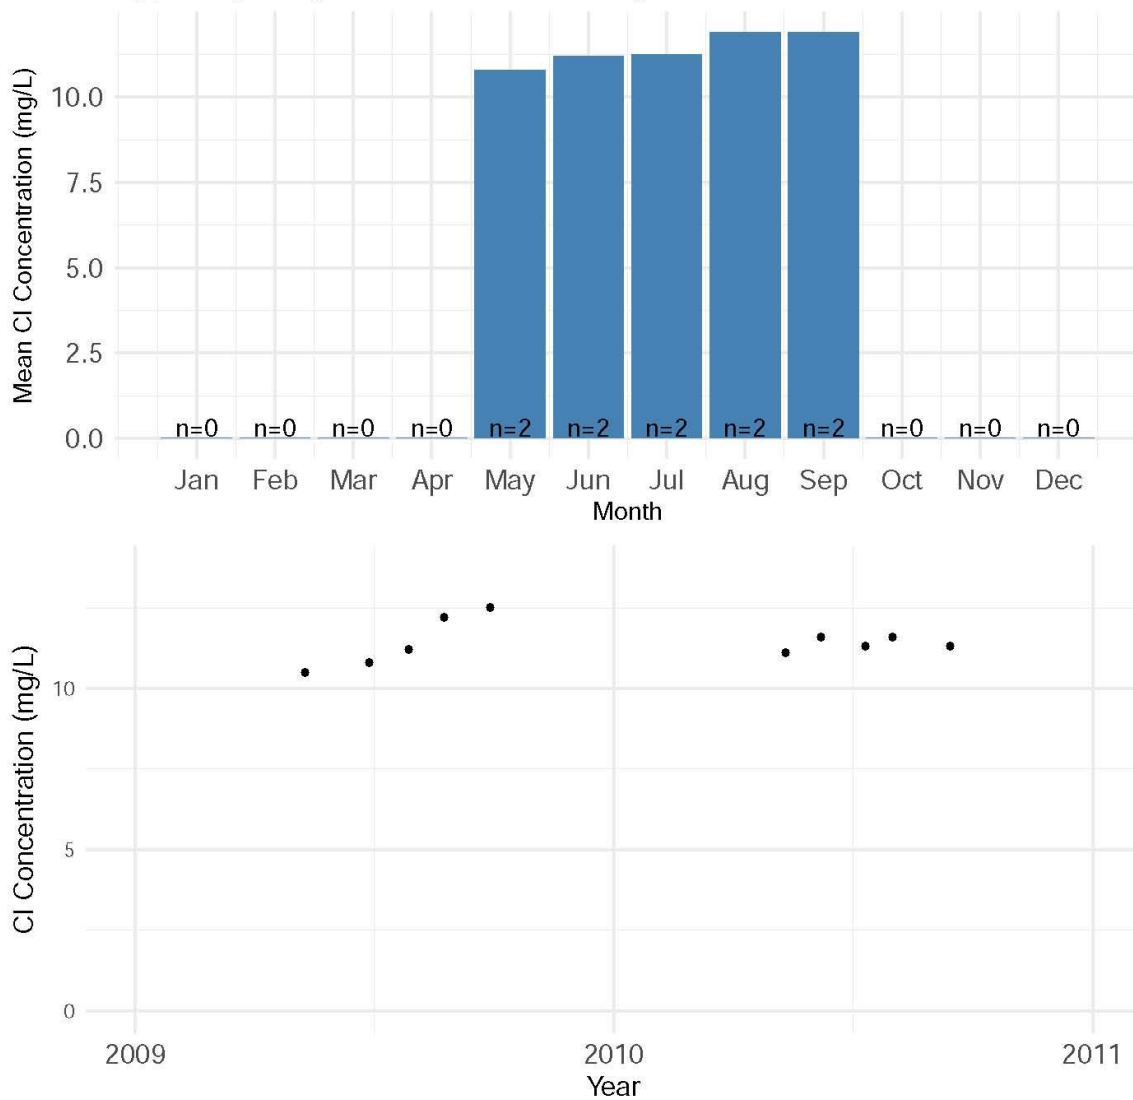 Mean Cl Concentration (mg/L)
10.0
7.5
5.0
2.5
0.0
n=0 n=0 n=0 n=0 n=2 n=2 n=2 n=2 n=2 n=0 n=0 n=0
Jan Feb Mar Apr May Jun Jul Aug Sep Oct Nov Dec
Month
Cl Concentration (mg/L)
10
5
0
2009 2010 2011
Year